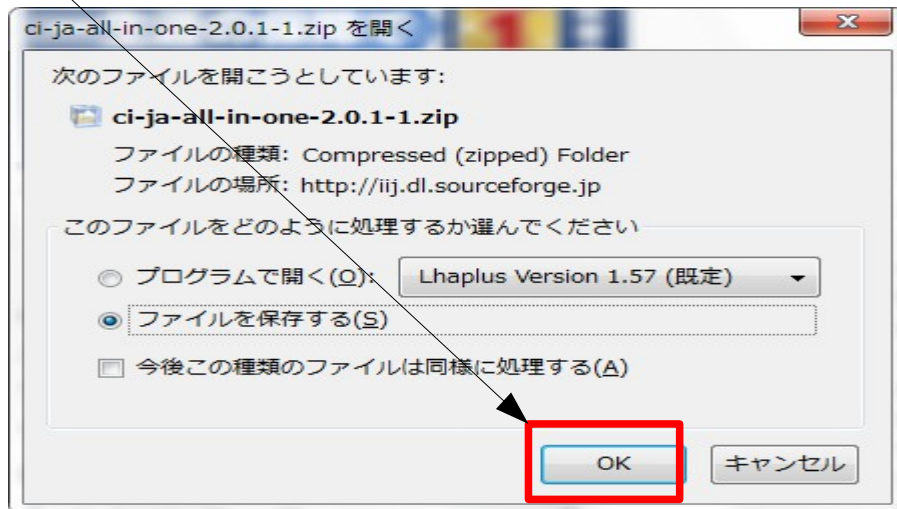 ci-ja-all-in-one-2.0.1-1.zip を開く
次のファイルを開こうとしています:
ci-ja-all-in-one-2.0.1-1.zip
ファイルの種類: Compressed (zipped) Folder
ファイルの場所: http://iij.dl.sourceforge.jp
このファイルをどのように処理するか選んでください
プログラムで開く(O): Lhaplus Version 1.57 (既定)
ファイルを保存する(S)
今後この種類のファイルは同様に処理する(A)
OK キャンセル